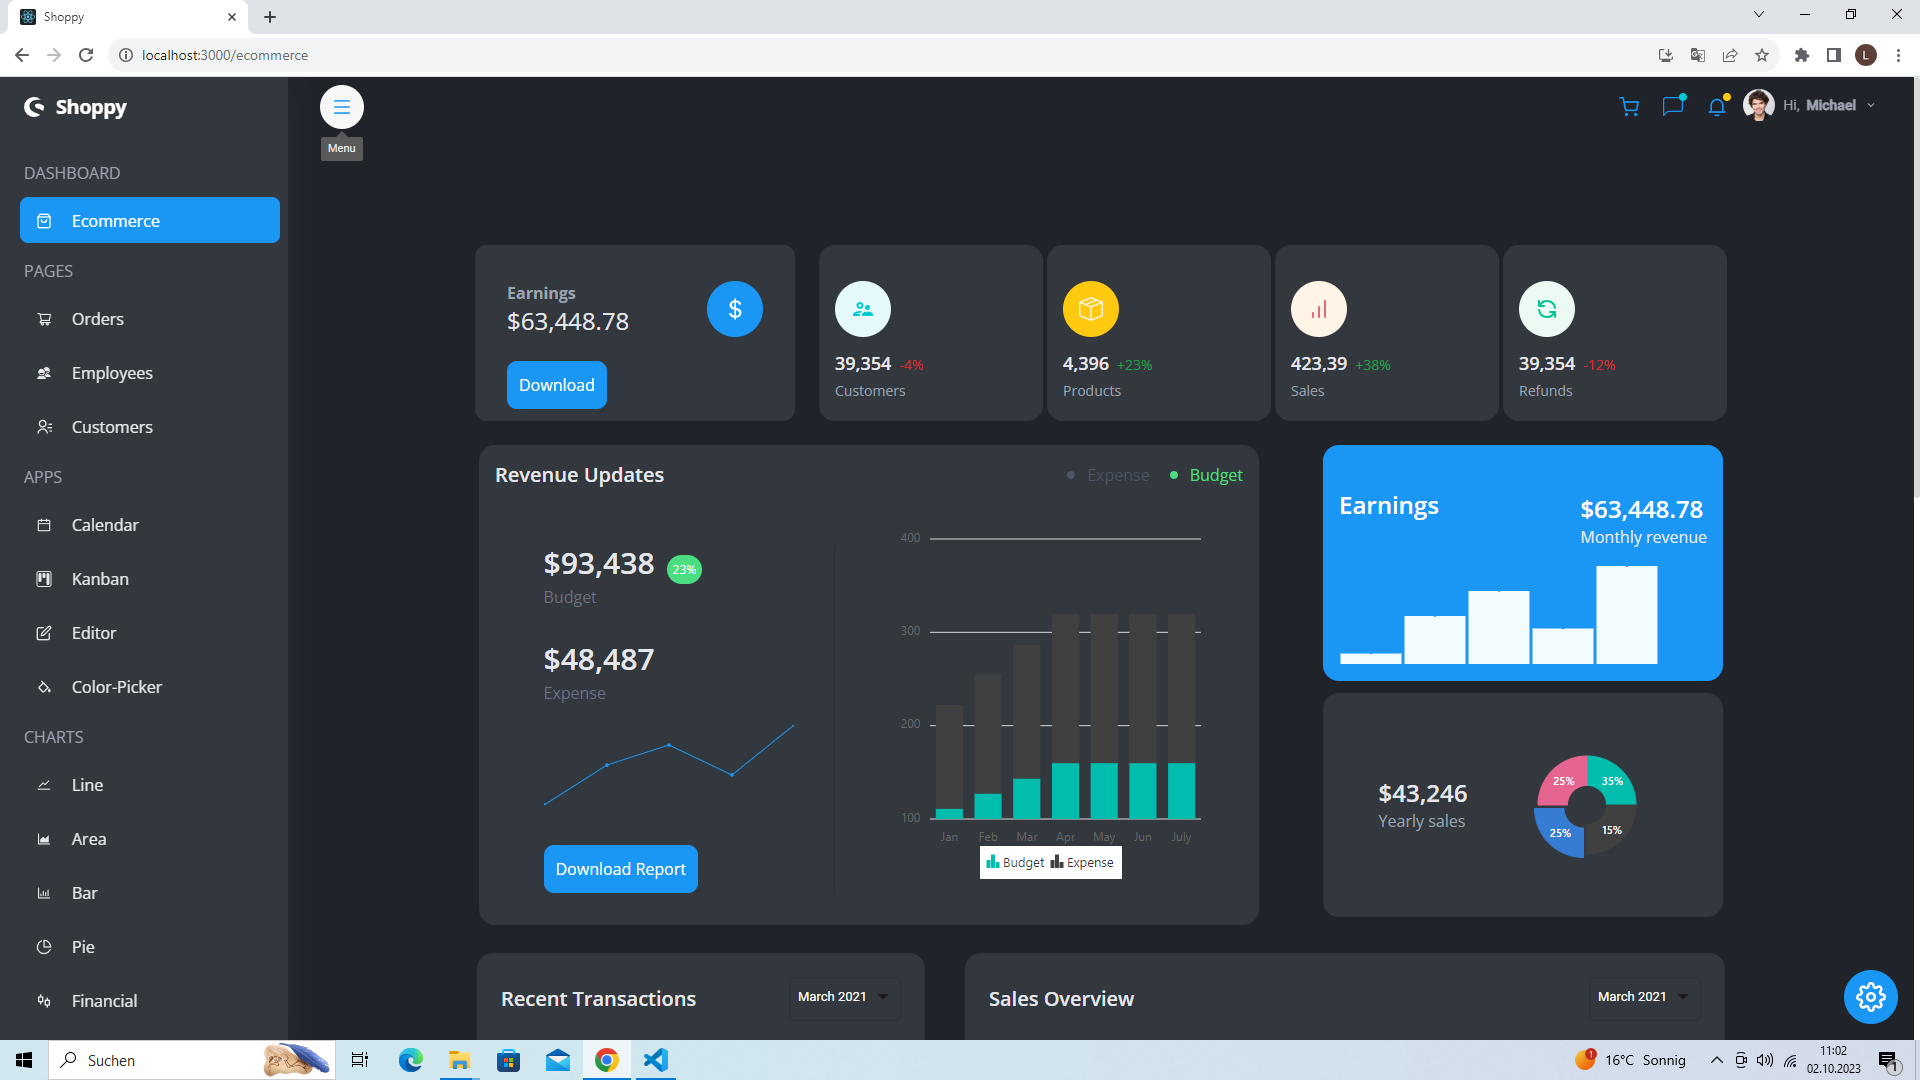 Shoppy
localhost:3000/ecommerce
L
Shoppy
Menu
Hi, Michael
DASHBOARD
Ecommerce
PAGES
Orders
Employees
Customers
APPS
Calendar
Kanban
Editor
Color-Picker
CHARTS
Line
Area
Bar
Pie
Financial
Earnings
$63,448.78
$
Download
39,354 -4%
Customers
4,396 +23%
Products
423,39 +38%
Sales
39,354 -12%
Refunds
Revenue Updates
Expense
Budget
$93,438 23%
Budget
$48,487
Expense
Download Report
400
300
200
100
Jan Feb Mar Apr May Jun July
Budget Expense
Earnings
$63,448.78
Monthly revenue
$43,246
Yearly sales
25% 35%
25% 15%
Recent Transactions
March 2021
Sales Overview
March 2021
Suchen
1
16°C Sonnig
11:02
02.10.2023
1